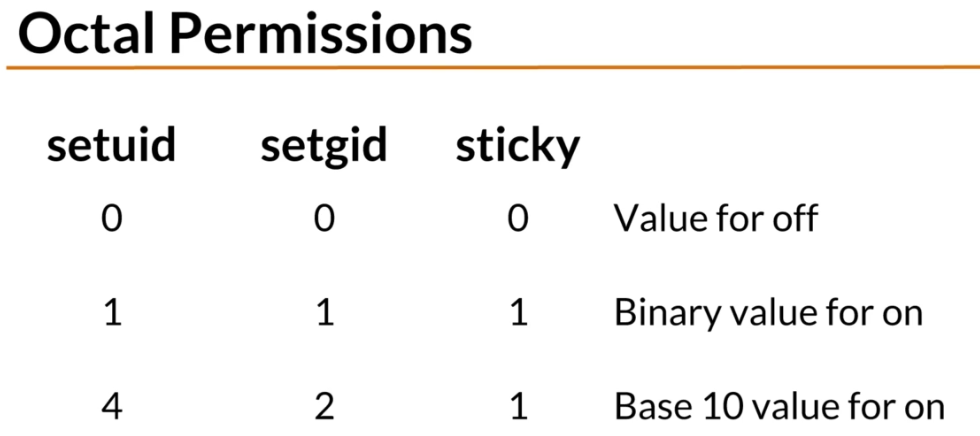 Octal Permissions
setuid setgid sticky
0 0 0 Value for off
1 1 1 Binary value for on
4 2 1 Base 10 value for on